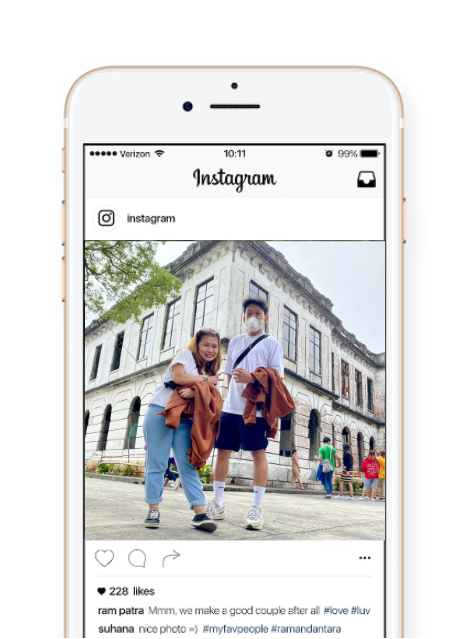 Verizon 10:11 99%
Instagram
instagram
228 likes
ram patra Mmm, we make a good couple after all #love #luv
suhana nice photo =) #myfavpeople #ramandantara